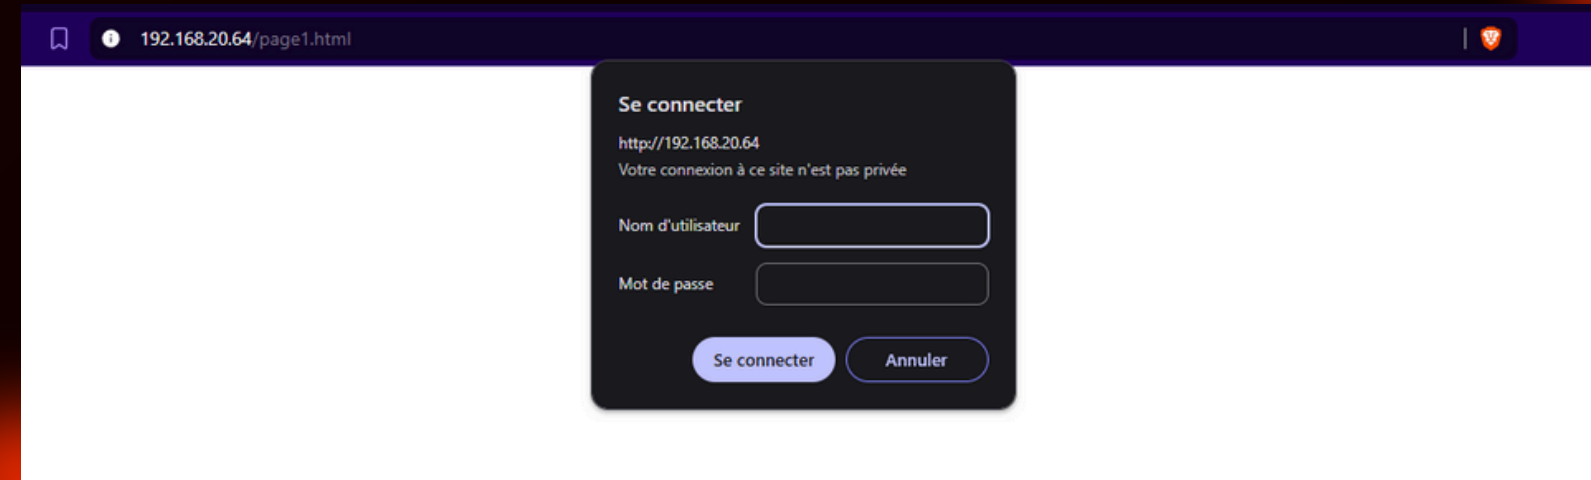 192.168.20.64/page1.html
Se connecter
http://192.168.20.64
Votre connexion à ce site n'est pas privée
Nom d'utilisateur
Mot de passe
Se connecter Annuler